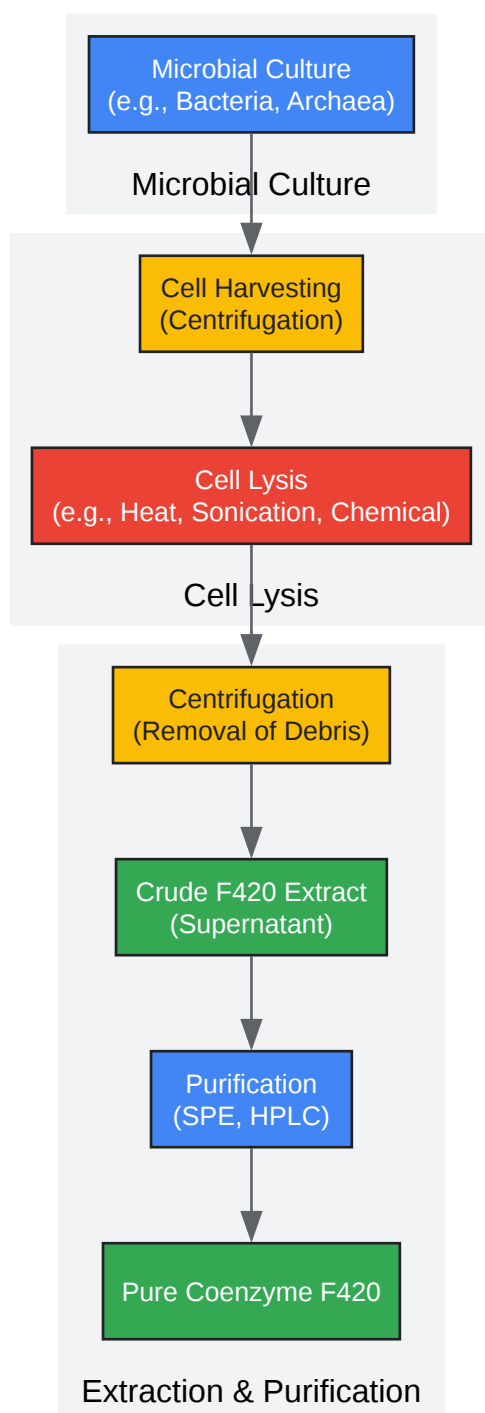 Microbial Culture
(e.g., Bacteria, Archaea)
Microbial Culture
Cell Harvesting
(Centrifugation)
Cell Lysis
(e.g., Heat, Sonication, Chemical)
Cell Lysis
Centrifugation
(Removal of Debris)
Crude F420 Extract
(Supernatant)
Purification
(SPE, HPLC)
Pure Coenzyme F420
Extraction & Purification